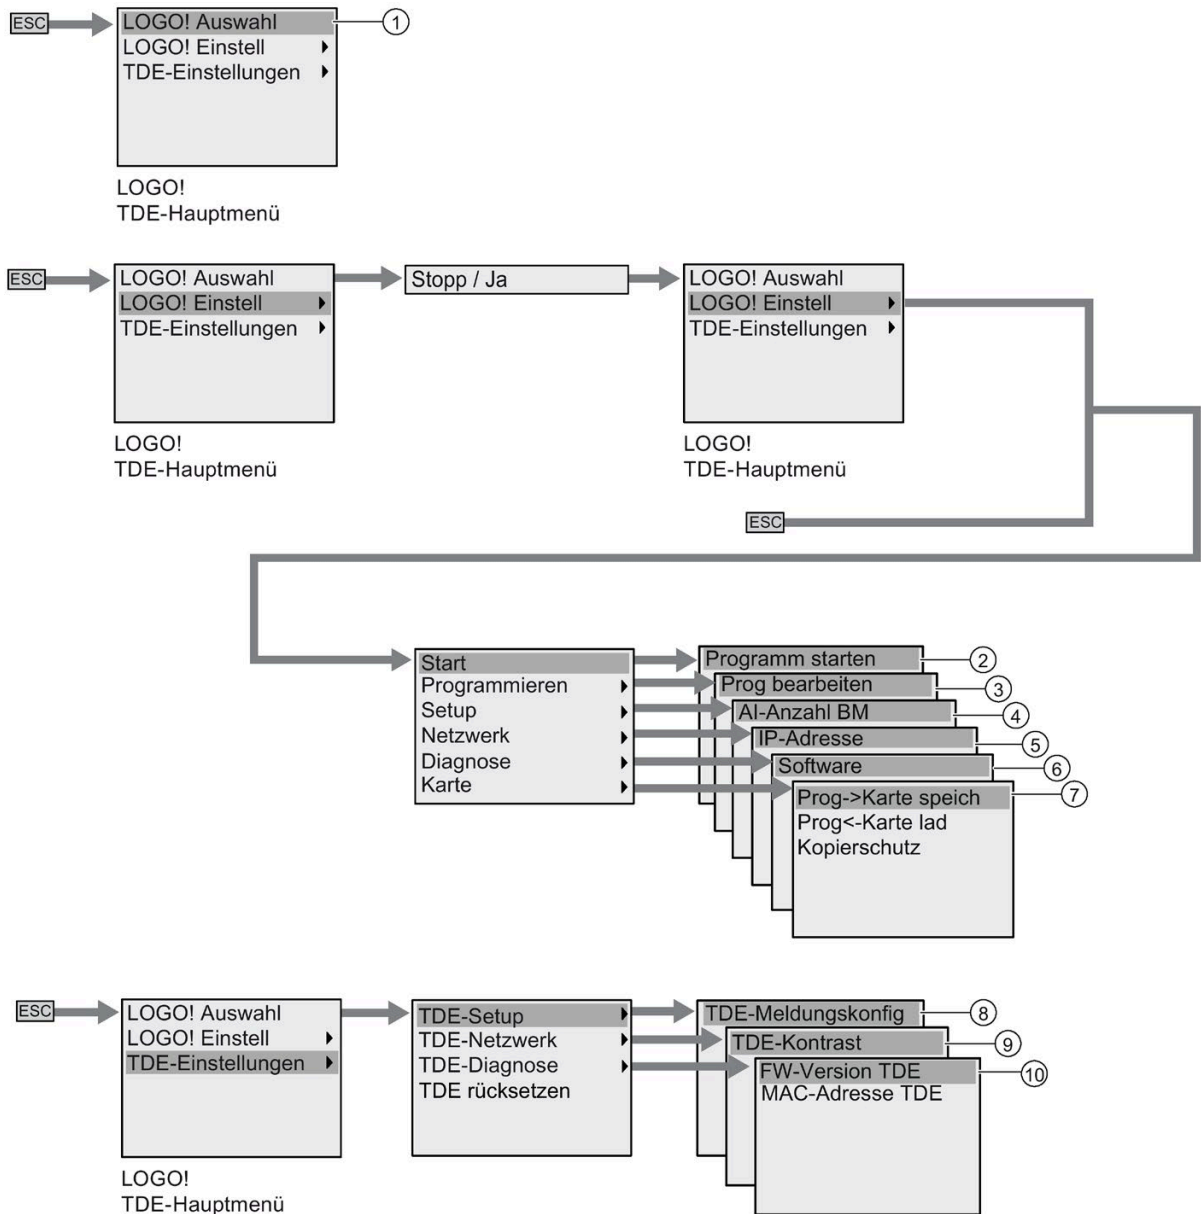 ESC
LOGO! Auswahl
①
LOGO! Einstell
TDE-Einstellungen
LOGO!
TDE-Hauptmenü
ESC
LOGO! Auswahl
LOGO! Einstell
TDE-Einstellungen
LOGO!
TDE-Hauptmenü
Stopp / Ja
LOGO! Auswahl
LOGO! Einstell
TDE-Einstellungen
LOGO!
TDE-Hauptmenü
ESC
Start
Programmieren
Setup
Netzwerk
Diagnose
Karte
Programm starten
②
Prog bearbeiten
③
AI-Anzahl BM
④
IP-Adresse
⑤
Software
⑥
Prog->Karte speich
⑦
Prog<-Karte lad
Kopierschutz
ESC
LOGO! Auswahl
LOGO! Einstell
TDE-Einstellungen
LOGO!
TDE-Hauptmenü
TDE-Setup
TDE-Netzwerk
TDE-Diagnose
TDE rücksetzen
TDE-Meldungskonfig
⑧
TDE-Kontrast
⑨
FW-Version TDE
⑩
MAC-Adresse TDE